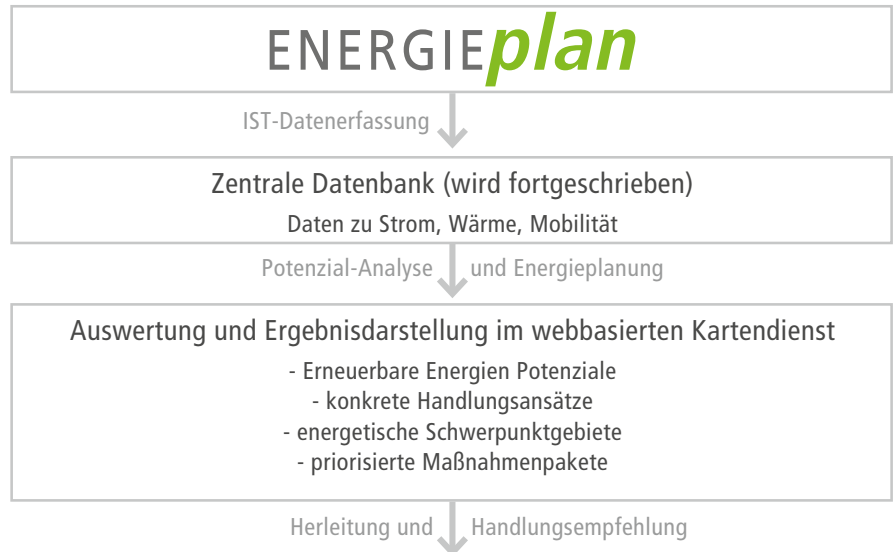 ENERGIEplan
IST-Datenerfassung
Zentrale Datenbank (wird fortgeschrieben)
Daten zu Strom, Wärme, Mobilität
Potenzial-Analyse und Energieplanung
Auswertung und Ergebnisdarstellung im webbasierten Kartendienst
- Erneuerbare Energien Potenziale
- konkrete Handlungsansätze
- energetische Schwerpunktgebiete
- priorisierte Maßnahmenpakete
Herleitung und Handlungsempfehlung